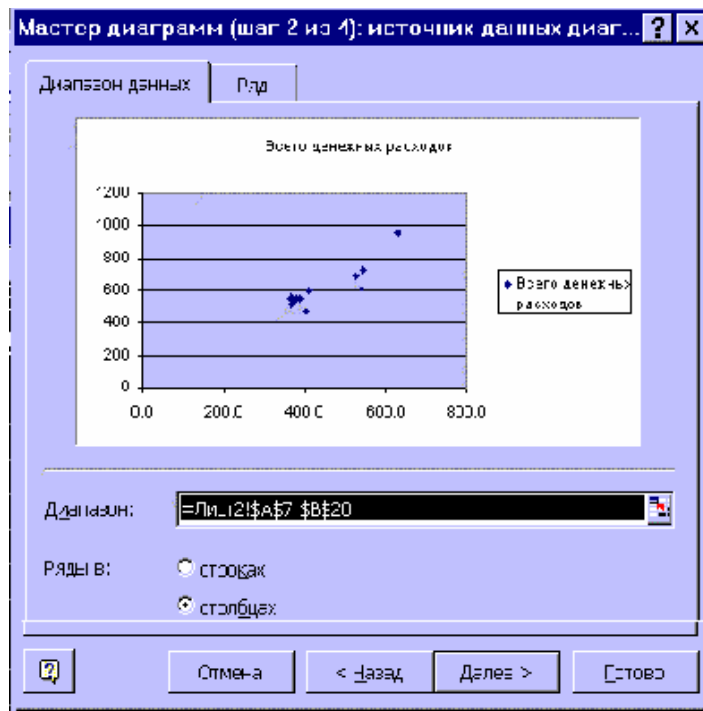 Мастер диаграмм (шаг 2 из 4): источник данных диаг...
Диапазон данных
Ряд
Всего денежных расходов
1200
1000
800
600
400
200
0
0.0 200.0 400.0 600.0 800.0
Всего денежных
расходов
Диапазон:
=Лист2!$A$7:$B$20
Ряды в:
строках
столбцах
Отмена
< Назад
Далее >
Готово